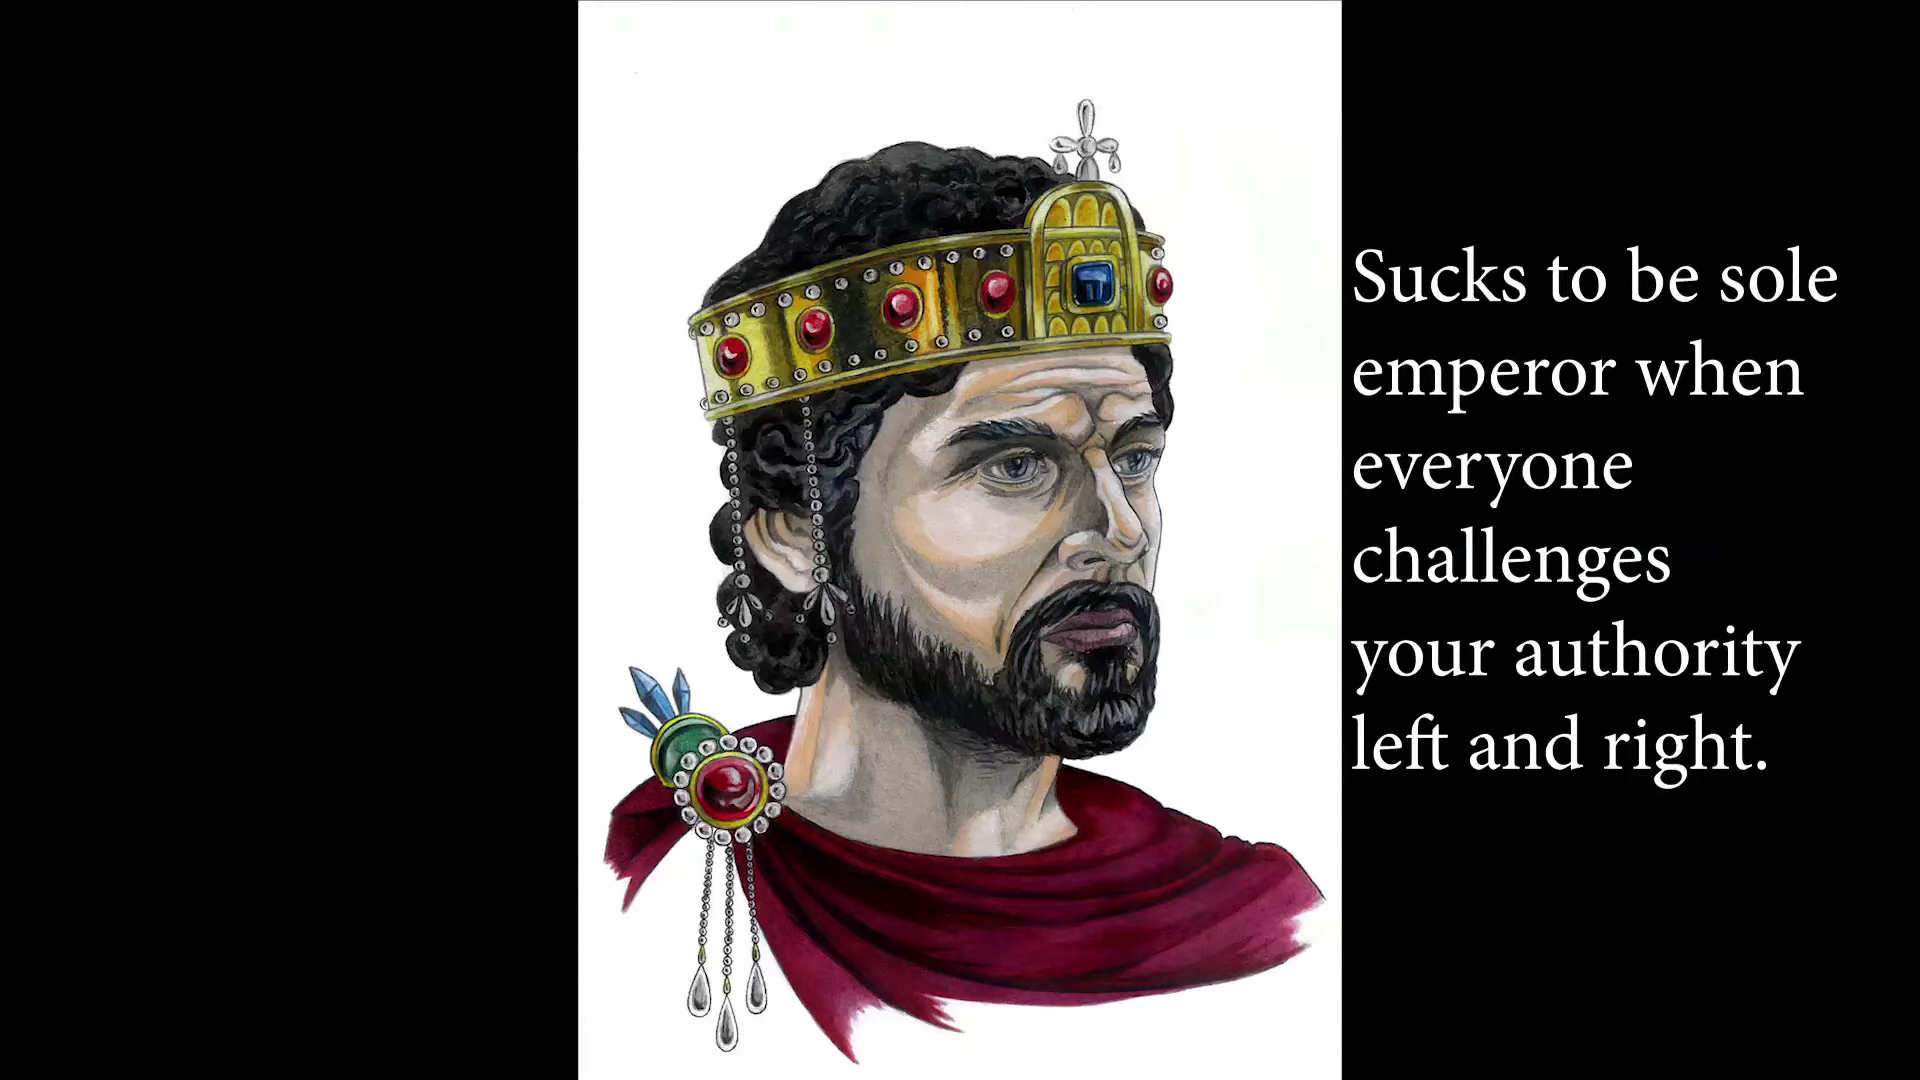 Sucks to be sole
emperor when
everyone
challenges
your authority
left and right.